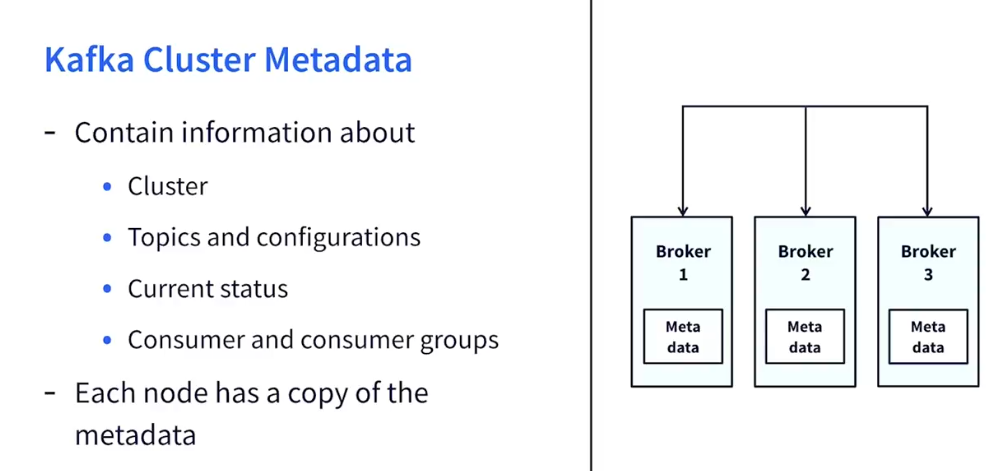 Kafka Cluster Metadata
- Contain information about
• Cluster
• Topics and configurations
• Current status
• Consumer and consumer groups
- Each node has a copy of the
metadata
Broker
1
Meta
data
Broker
2
Meta
data
Broker
3
Meta
data